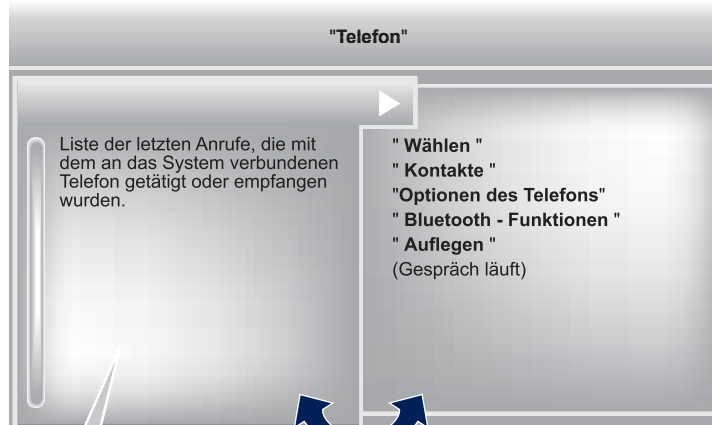 "Telefon"
Liste der letzten Anrufe, die mit
dem an das System verbundenen
Telefon getätigt oder empfangen
wurden.
" Wählen "
" Kontakte "
"Optionen des Telefons"
" Bluetooth - Funktionen "
" Auflegen "
(Gespräch läuft)